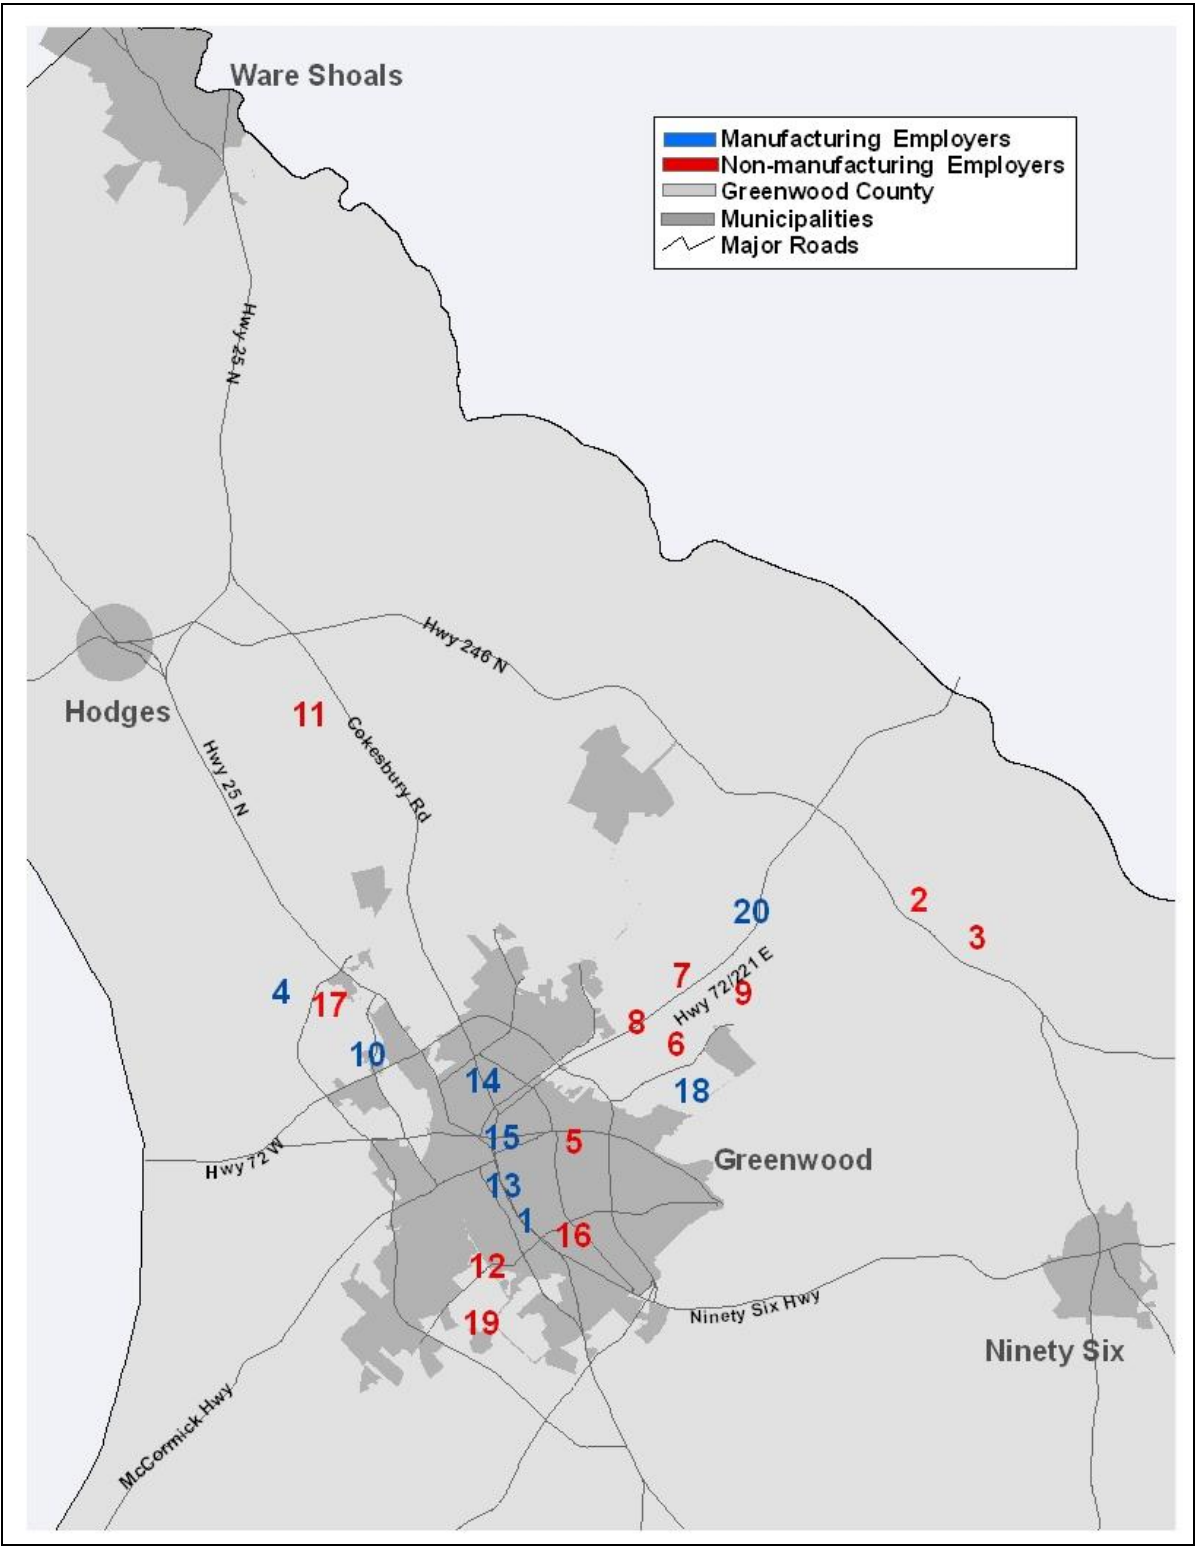 Ware Shoals
Manufacturing Employers
Non-manufacturing Employers
Greenwood County
Municipalities
Major Roads
Hwy 25 N
Hwy 246 N
Hodges
11
Cokesbury Rd
Hwy 25 N
20
2
3
7
Hwy 72/221 E
9
4
17
8
6
10
14
18
15
5
Hwy 72 W
Greenwood
13
1
16
12
19
Ninety Six Hwy
Ninety Six
McCormick Hwy